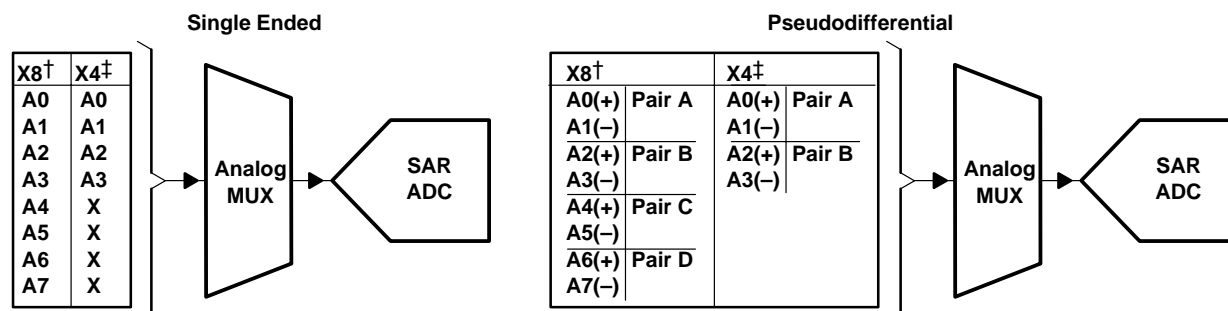 Single Ended
X8† X4‡
A0 A0
A1 A1
A2 A2
A3 A3
A4 X
A5 X
A6 X
A7 X
Analog
MUX
SAR
ADC
Pseudodifferential
X8† X4‡
A0(+) Pair A A0(+) Pair A
A1(–) A1(–)
A2(+) Pair B A2(+) Pair B
A3(–) A3(–)
A4(+) Pair C
A5(–)
A6(+) Pair D
A7(–)
Analog
MUX
SAR
ADC